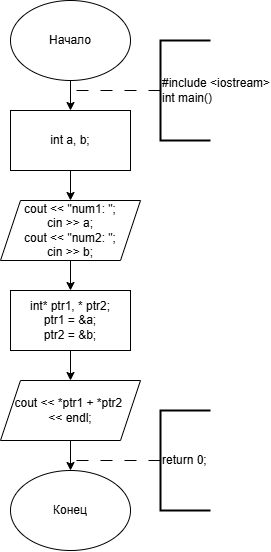 Начало
#include <iostream>
int main()
int a, b;
cout << "num1: ";
cin >> a;
cout << "num2: ";
cin >> b;
int* ptr1, * ptr2;
ptr1 = &a;
ptr2 = &b;
cout << *ptr1 + *ptr2
<< endl;
return 0;
Конец